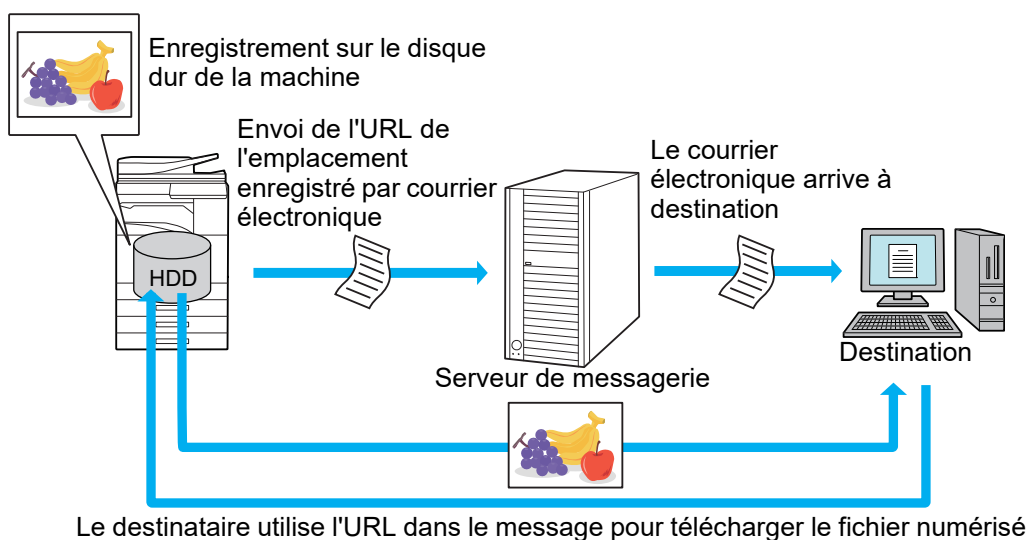 Enregistrement sur le disque
dur de la machine
Envoi de l'URL de
l'emplacement
enregistré par courrier
électronique
Le courrier
électronique arrive à
destination
HDD
Destination
Serveur de messagerie
Le destinataire utilise l'URL dans le message pour télécharger le fichier numérisé